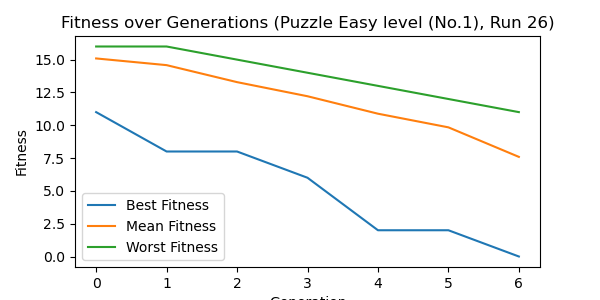 Fitness over Generations (Puzzle Easy level (No.1), Run 26)
15.0
12.5
10.0
7.5
5.0
2.5
0.0
Fitness
Best Fitness
Mean Fitness
Worst Fitness
0 1 2 3 4 5 6
Generation